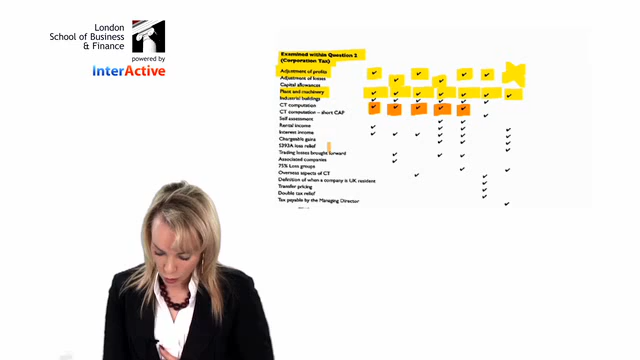 London
School of Business
& Finance
powered by
InterActive
Examined within Question 2
(Corporation Tax)
Adjustment of profits
Adjustment of losses
Capital allowances
Plant and machinery
Industrial buildings
CT computation
CT computation – short CAP
Self assessment
Rental income
Interest income
Chargeable gains
S393A loss relief
Trading losses brought forward
Associated companies
75% Loss groups
Overseas aspects of CT
Definition of when a company is UK resident
Transfer pricing
Double tax relief
Tax payable by the Managing Director